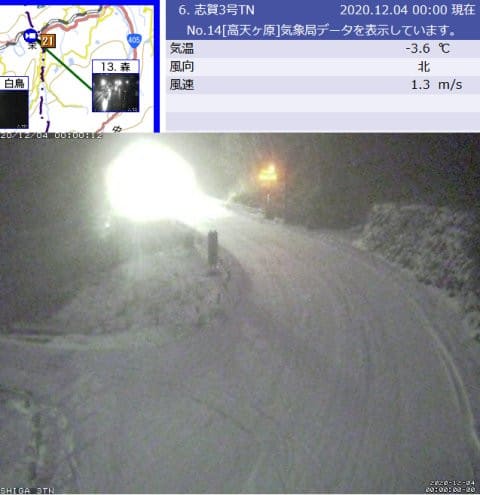 6. 志賀3号TN 2020.12.04 00:00 現在
No.14[高天ヶ原]気象局データを表示しています。
気温 -3.6 ℃
風向 北
風速 1.3 m/s
405
21
13. 森
白鳥
20/12/04 00:00:12
SHIGA 3TN
2020-12-04
00:00:00-00